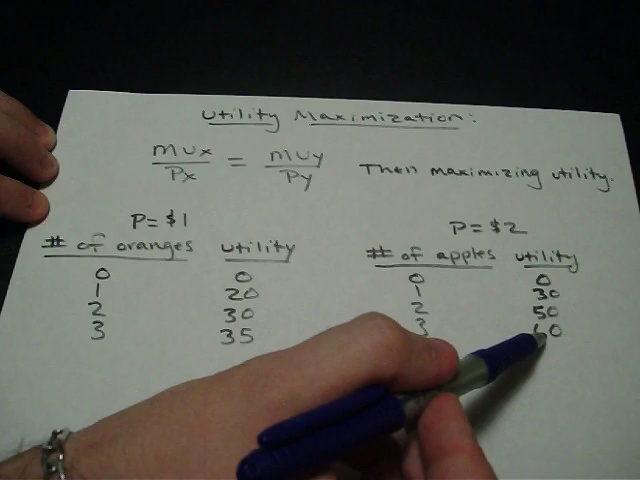 Utility Maximization:
MUx/Px = MUy/Py Then maximizing utility.
P=$1
# of oranges utility
0 0
1 20
2 30
3 35
P=$2
# of apples utility
0 0
1 30
2 50
3 60